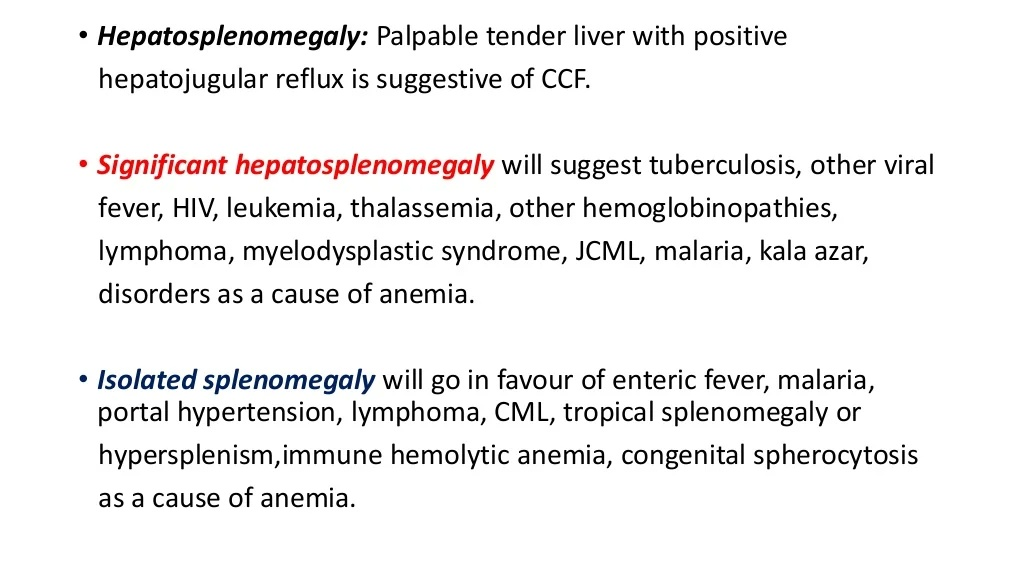 • Hepatosplenomegaly: Palpable tender liver with positive
hepatojugular reflux is suggestive of CCF.
• Significant hepatosplenomegaly will suggest tuberculosis, other viral
fever, HIV, leukemia, thalassemia, other hemoglobinopathies,
lymphoma, myelodysplastic syndrome, JCML, malaria, kala azar,
disorders as a cause of anemia.
• Isolated splenomegaly will go in favour of enteric fever, malaria,
portal hypertension, lymphoma, CML, tropical splenomegaly or
hypersplenism,immune hemolytic anemia, congenital spherocytosis
as a cause of anemia.